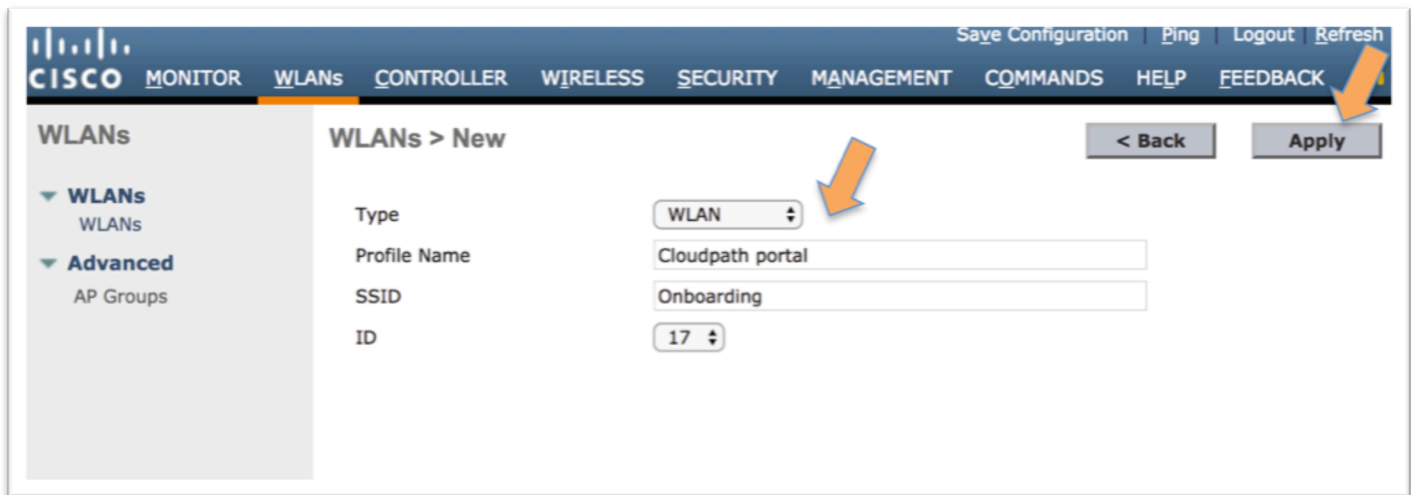 Save Configuration | Ping | Logout | Refresh
CISCO MONITOR WLANs CONTROLLER WIRELESS SECURITY MANAGEMENT COMMANDS HELP FEEDBACK
WLANs
WLANs > New
< Back
Apply
WLANs
WLANs
Advanced
AP Groups
Type WLAN
Profile Name Cloudpath portal
SSID Onboarding
ID 17